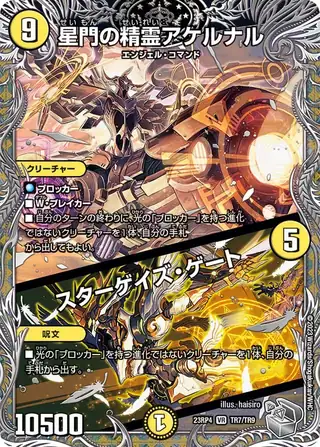 9
せいもん せいれい
星門の精霊アケルナル
エンジェル・コマンド
クリーチャー
ブロッカー
■W・ブレイカー
■自分のターンの終わりに、光の「ブロッカー」を持つ進化
ではないクリーチャーを1体、自分の手札
から出してもよい。
5
スターゲイズ・ゲート
呪文
■光の「ブロッカー」を持つ進化ではないクリーチャーを1体、自分の
手札から出す。
illus.haisiro
23RP4 VR TR7/TR9
10500
1